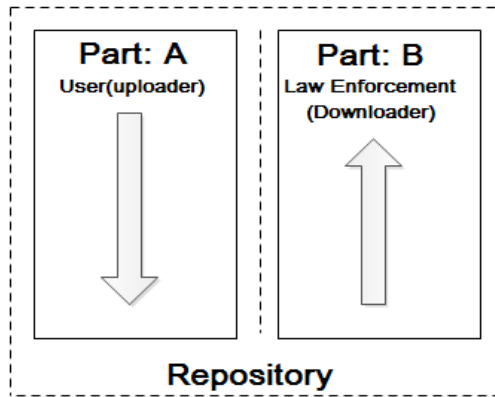 Part: A
User(uploader)
Part: B
Law Enforcement
(Downloader)
Repository